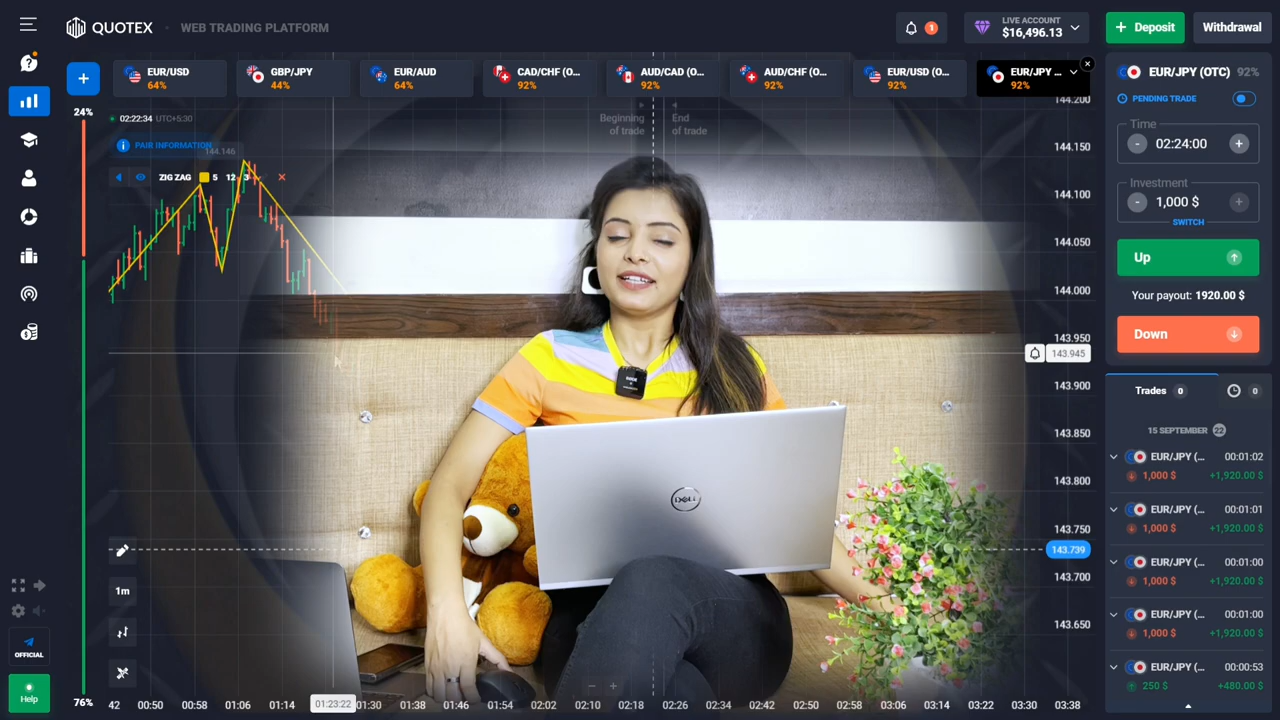 QUOTEX
WEB TRADING PLATFORM
1
LIVE ACCOUNT
$16,496.13
Deposit
Withdrawal
EUR/USD
64%
GBP/JPY
44%
EUR/AUD
64%
CAD/CHF (O...
92%
AUD/CAD (O...
92%
AUD/CHF (O...
92%
EUR/USD (O...
92%
EUR/JPY ...
92%
24%
02:22:34 UTC+5:30
PAIR INFORMATION
144.146
ZIG ZAG 5 12 3
Beginning
of trade
End
of trade
144.200
144.150
144.100
144.050
144.000
143.950
143.945
143.900
143.850
143.800
143.750
143.739
143.700
143.650
DELL
1m
76%
42 00:50 00:58 01:06 01:14 01:23:22 01:30 01:38 01:46 01:54 02:02 02:10 02:18 02:26 02:34 02:42 02:50 02:58 03:06 03:14 03:22 03:30 03:38
OFFICIAL
Help
EUR/JPY (OTC) 92%
PENDING TRADE
Time
- 02:24:00 +
Investment
- 1,000 $ +
SWITCH
Up
Your payout: 1920.00 $
Down
Trades 0 0
15 SEPTEMBER 22
EUR/JPY (... 00:01:02
1,000 $ +1,920.00 $
EUR/JPY (... 00:01:01
1,000 $ +1,920.00 $
EUR/JPY (... 00:01:00
1,000 $ +1,920.00 $
EUR/JPY (... 00:01:00
1,000 $ +1,920.00 $
EUR/JPY (... 00:00:53
250 $ +480.00 $